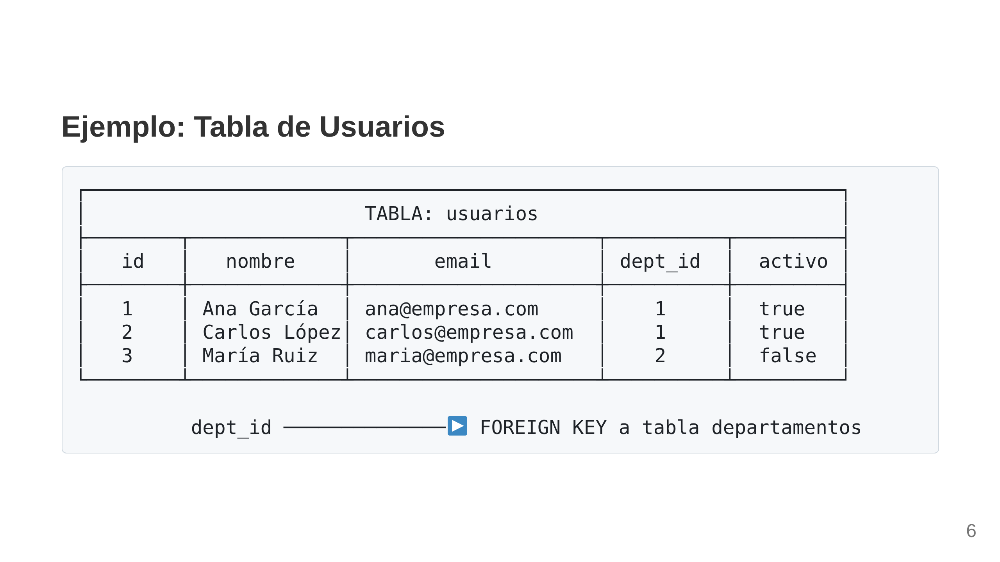 Ejemplo: Tabla de Usuarios
TABLA: usuarios
id nombre email dept_id activo
1 Ana García ana@empresa.com 1 true
2 Carlos López carlos@empresa.com 1 true
3 María Ruiz maria@empresa.com 2 false
dept_id ──────────────▶ FOREIGN KEY a tabla departamentos
6